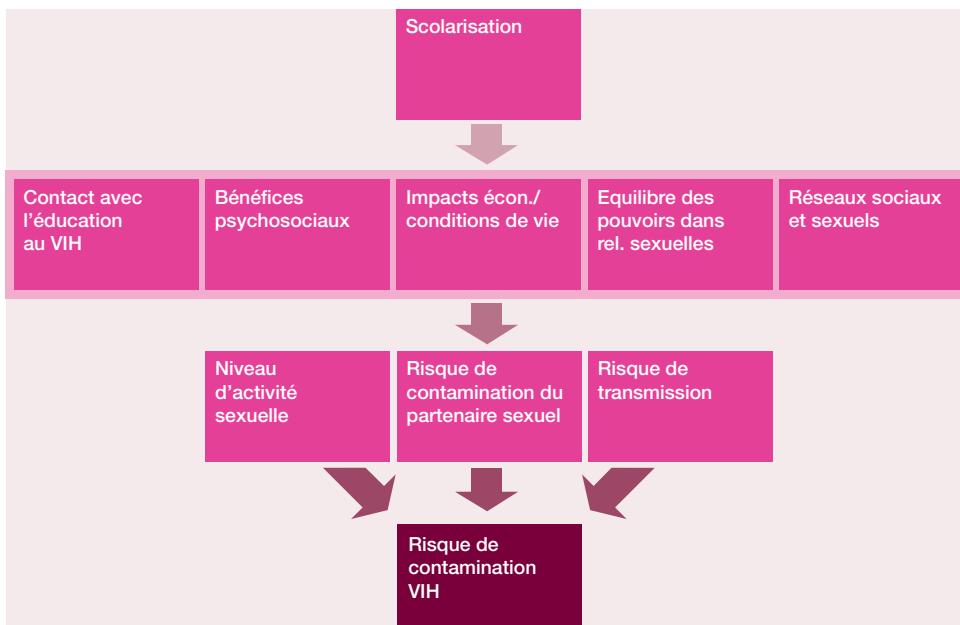 Scolarisation
Contact avec
l’éducation
au VIH
Bénéfices
psychosociaux
Impacts écon./
conditions de vie
Equilibre des
pouvoirs dans
rel. sexuelles
Réseaux sociaux
et sexuels
Niveau
d’activité
sexuelle
Risque de
contamination du
partenaire sexuel
Risque de
transmission
Risque de
contamination
VIH